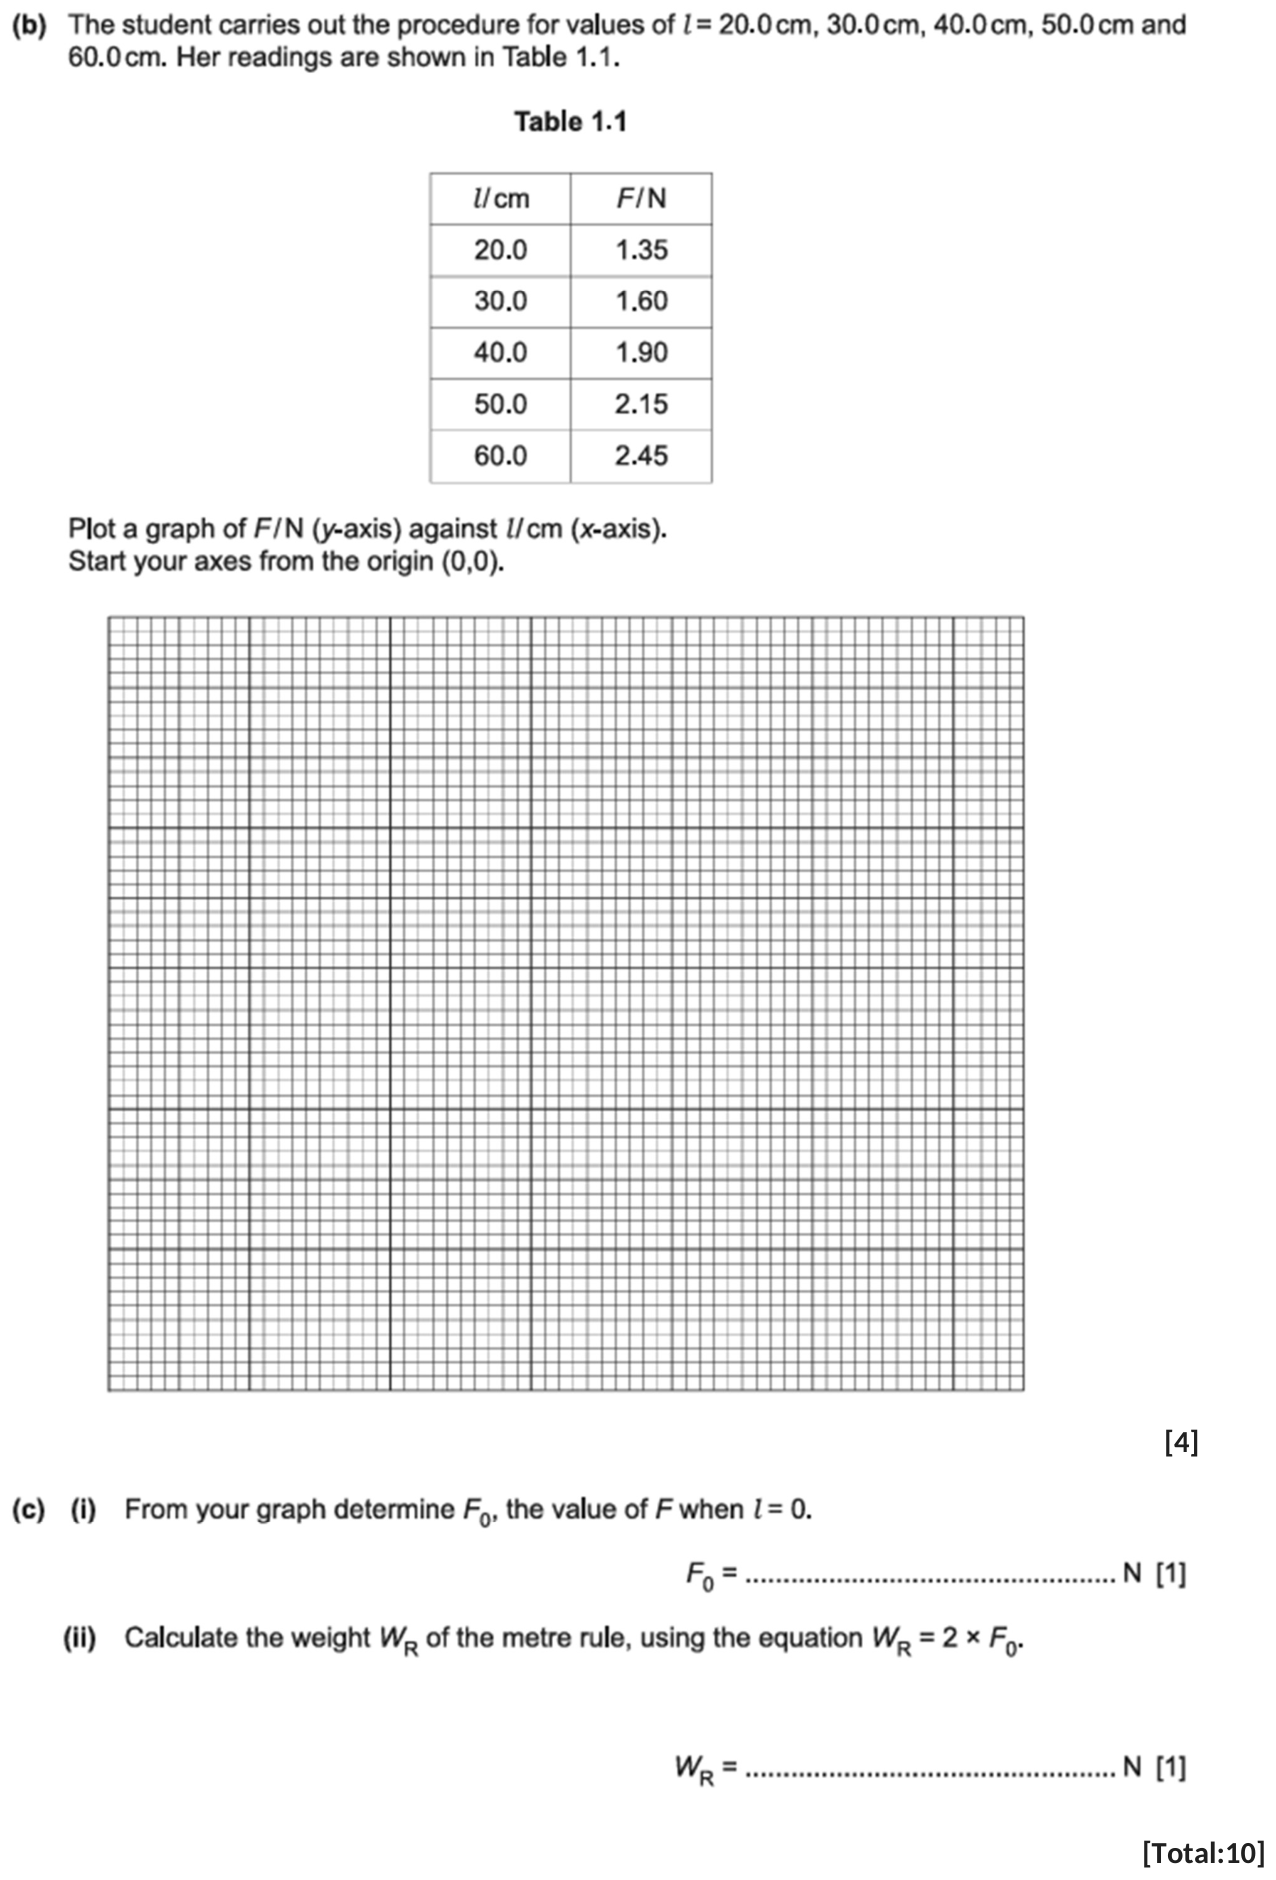 (b) The student carries out the procedure for values of l = 20.0 cm, 30.0 cm, 40.0 cm, 50.0 cm and
60.0 cm. Her readings are shown in Table 1.1.
Table 1.1
l/cm F/N
20.0 1.35
30.0 1.60
40.0 1.90
50.0 2.15
60.0 2.45
Plot a graph of F/N (y-axis) against l/cm (x-axis).
Start your axes from the origin (0,0).
[4]
(c) (i) From your graph determine F₀, the value of F when l = 0.
F₀ = ................................................ N [1]
(ii) Calculate the weight W_R of the metre rule, using the equation W_R = 2 × F₀.
W_R = ................................................ N [1]
[Total:10]